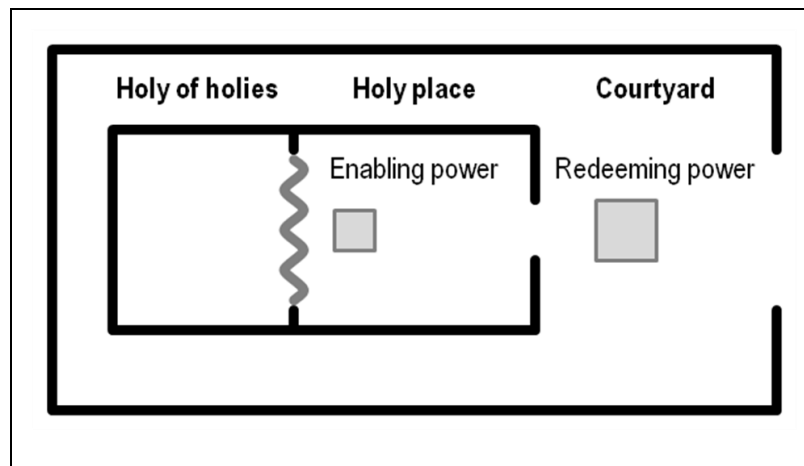 Holy of holies
Holy place
Courtyard
Enabling power
Redeeming power